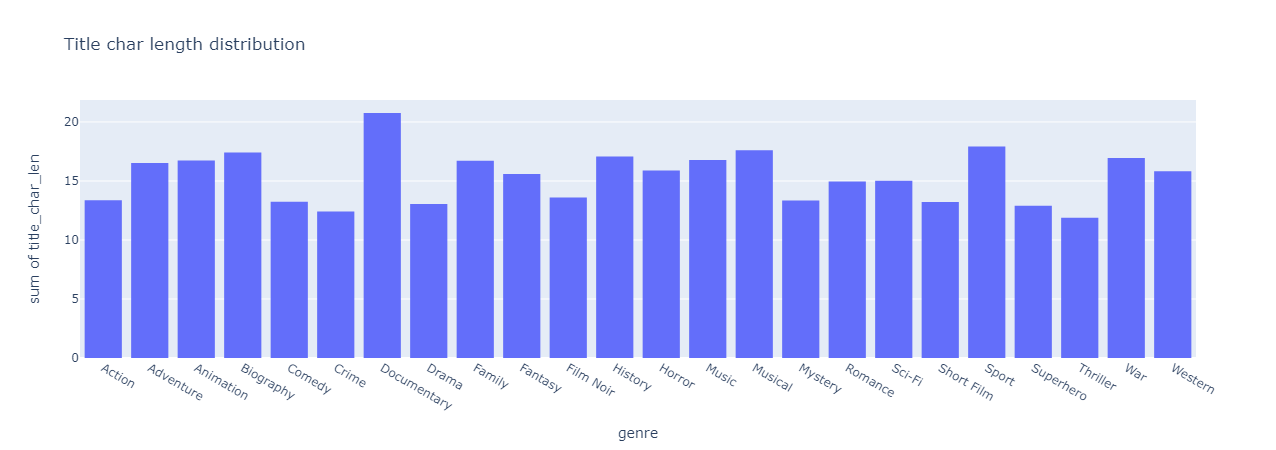 Title char length distribution
sum of title_char_len
20
15
10
5
0
Action
Adventure
Animation
Biography
Comedy
Crime
Documentary
Drama
Family
Fantasy
Film Noir
History
Horror
Music
Musical
Mystery
Romance
Sci-Fi
Short Film
Sport
Superhero
Thriller
War
Western
genre